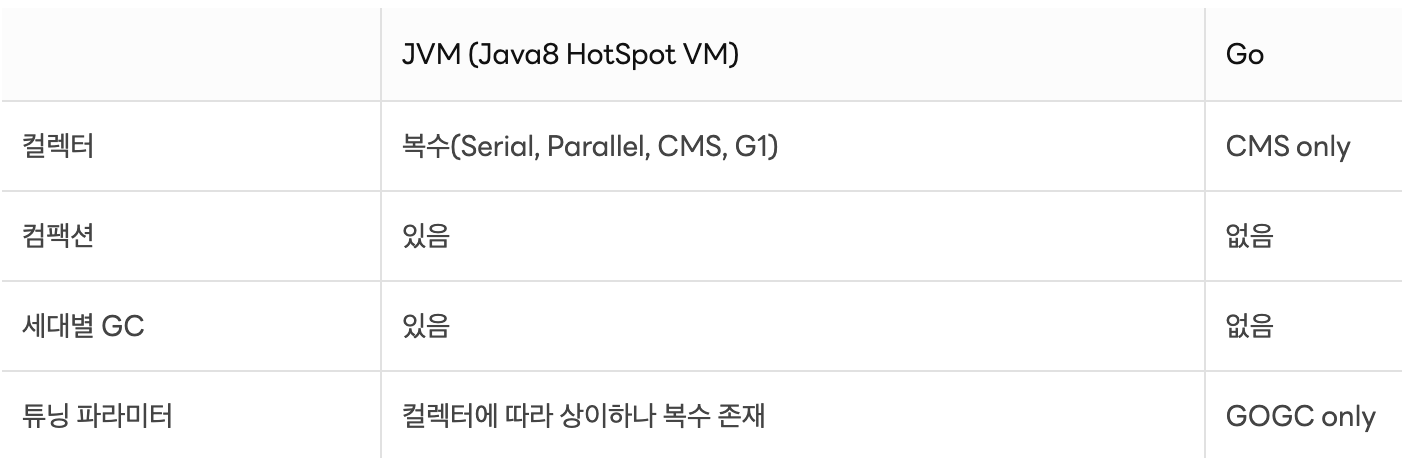 JVM (Java8 HotSpot VM) Go
컬렉터 복수(Serial, Parallel, CMS, G1) CMS only
컴팩션 있음 없음
세대별 GC 있음 없음
튜닝 파라미터 컬렉터에 따라 상이하나 복수 존재 GOGC only